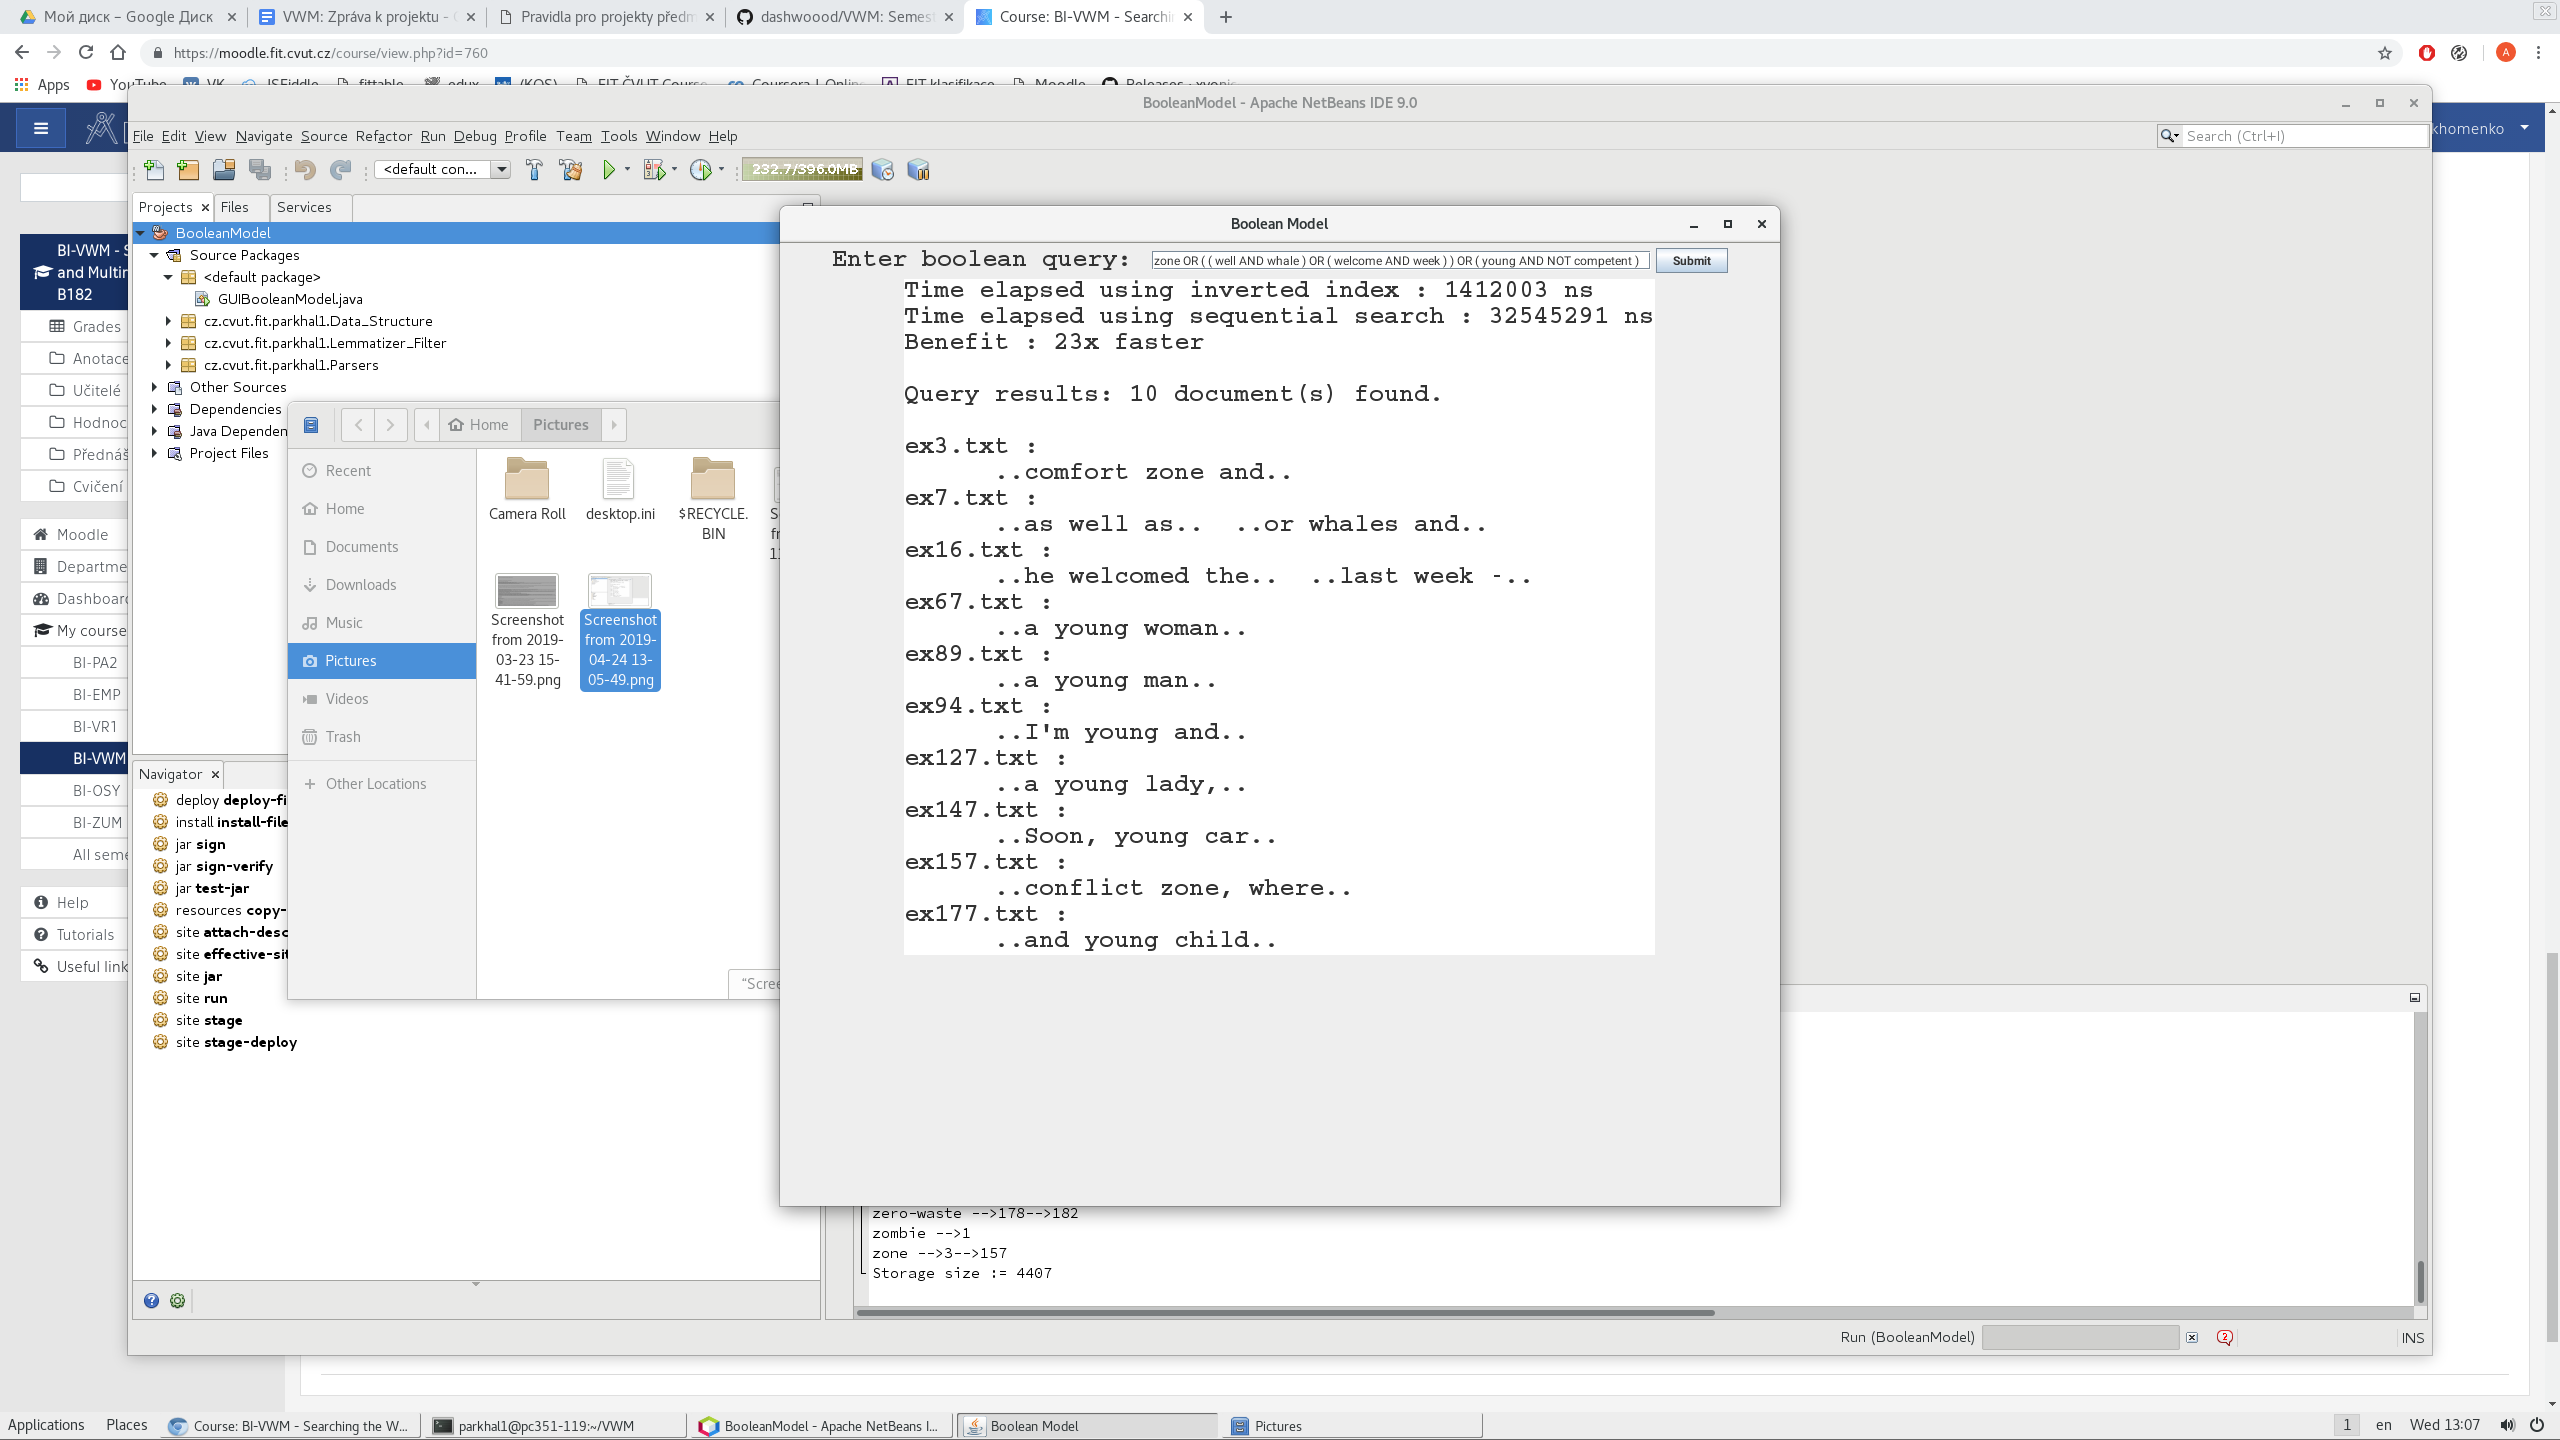 Мой диск – Google Диск
VWM: Zpráva k projektu -
Pravidla pro projekty předm
dashwoood/VWM: Semest
Course: BI-VWM - Searchin
https://moodle.fit.cvut.cz/course/view.php?id=760
Apps YouTube VK JSFiddle fittable edux (KOS) FIT ČVUT Course Coursera | Online FIT klasifikace Moodle Releases · xvonis
BooleanModel - Apache NetBeans IDE 9.0
File Edit View Navigate Source Refactor Run Debug Profile Team Tools Window Help
Search (Ctrl+I)
khomenko
<default con...
232.7/396.0MB
Projects Files Services
BooleanModel
Source Packages
<default package>
GUIBooleanModel.java
cz.cvut.fit.parkhal1.Data_Structure
cz.cvut.fit.parkhal1.Lemmatizer_Filter
cz.cvut.fit.parkhal1.Parsers
Other Sources
Dependencies
Java Dependen
Project Files
BI-VWM - S
and Multin
B182
Grades
Anotace
Učitelé
Hodnoc
Přednáš
Cvičení
Moodle
Departme
Dashboard
My course
BI-PA2
BI-EMP
BI-VR1
BI-VWM
BI-OSY
BI-ZUM
All seme
Help
Tutorials
Useful link
Home Pictures
Recent
Home
Documents
Downloads
Music
Pictures
Videos
Trash
Other Locations
Camera Roll
desktop.ini
$RECYCLE.
BIN
Screenshot
from 2019-
03-23 15-
41-59.png
Screenshot
from 2019-
04-24 13-
05-49.png
"Scree
Navigator
deploy deploy-fi
install install-file
jar sign
jar sign-verify
jar test-jar
resources copy-
site attach-desc
site effective-sit
site jar
site run
site stage
site stage-deploy
Boolean Model
Enter boolean query:
zone OR ( ( well AND whale ) OR ( welcome AND week ) ) OR ( young AND NOT competent )
Submit
Time elapsed using inverted index : 1412003 ns
Time elapsed using sequential search : 32545291 ns
Benefit : 23x faster
Query results: 10 document(s) found.
ex3.txt :
..comfort zone and..
ex7.txt :
..as well as.. ..or whales and..
ex16.txt :
..he welcomed the.. ..last week -..
ex67.txt :
..a young woman..
ex89.txt :
..a young man..
ex94.txt :
..I'm young and..
ex127.txt :
..a young lady,..
ex147.txt :
..Soon, young car..
ex157.txt :
..conflict zone, where..
ex177.txt :
..and young child..
zero-waste -->178-->182
zombie -->1
zone -->3-->157
Storage size := 4407
Run (BooleanModel)
2
INS
Applications Places
Course: BI-VWM - Searching the W...
parkhal1@pc351-119:~/VWM
BooleanModel - Apache NetBeans I...
Boolean Model
Pictures
1 en Wed 13:07